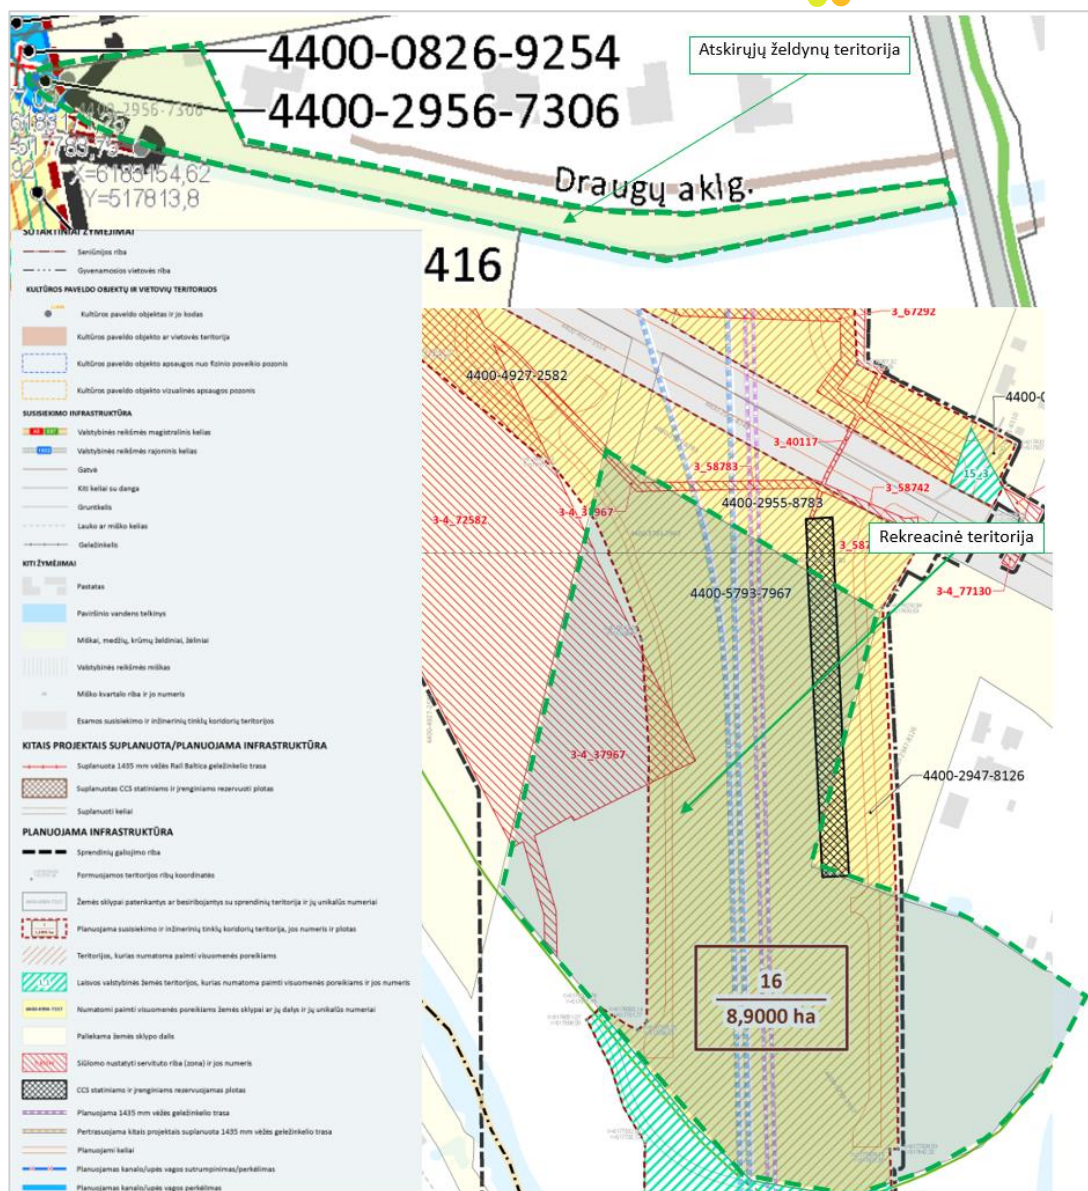 4400-0826-9254
Atskirųjų želdynų teritorija
4400-2956-7306
4400-2956-7306
X=6185154,62
Y=517813,8
Draugų aklg.
416
SUTARTINIAI ŽYMĖJIMAI
Seniūnijos riba
Gyvenamosios vietovės riba
KULTŪROS PAVELDO OBJEKTŲ IR VIETOVIŲ TERITORIJOS
Kultūros paveldo objektas ir jo kodas
Kultūros paveldo objekto ar vietovės teritorija
Kultūros paveldo objekto apsaugos nuo fizinio poveikio pozonis
Kultūros paveldo objekto vizualinės apsaugos pozonis
SUSISIEKIMO INFRASTRUKTŪRA
Valstybinės reikšmės magistralinis kelias
Valstybinės reikšmės rajoninis kelias
Gatvė
Kiti keliai su danga
Gruntkelis
Lauko ar miško kelias
Geležinkelis
KITI ŽYMĖJIMAI
Pastatas
Paviršinio vandens telkinys
Miškai, medžių, krūmų želdiniai, žėliniai
Valstybinės reikšmės miškas
Miško kvartalo riba ir jo numeris
Esamos susisiekimo ir inžinerinių tinklų koridorių teritorijos
KITAIS PROJEKTAIS SUPLANUOTA/PLANUOJAMA INFRASTRUKTŪRA
Suplanuota 1435 mm vėžės Rail Baltica geležinkelio trasa
Suplanuotas CCS statiniams ir įrenginiams rezervuoti plotas
Suplanuoti keliai
PLANUOJAMA INFRASTRUKTŪRA
Sprendinių galiojimo riba
Formuojamos teritorijos ribų koordinatės
Žemės sklypai patenkantys ar besiribojantys su sprendinių teritorija ir jų unikalūs numeriai
Planuojama susisiekimo ir inžinerinių tinklų koridorių teritorija, jos numeris ir plotas
Teritorijos, kurias numatoma paimti visuomenės poreikiams
Laisvos valstybinės žemės teritorijos, kurias numatoma paimti visuomenės poreikiams ir jos numeris
Numatomi paimti visuomenės poreikiams žemės sklypai ar jų dalys ir jų unikalūs numeriai
Paliekama žemės sklypo dalis
Siūlomo nustatyti servituto riba (zona) ir jos numeris
CCS statiniams ir įrenginiams rezervuojamas plotas
Planuojama 1435 mm vėžės geležinkelio trasa
Pertrasuojama kitais projektais suplanuota 1435 mm vėžės geležinkelio trasa
Planuojami keliai
Planuojamas kanalo/upės vagos sutrumpinimas/perkėlimas
Planuojamas kanalo/upės vagos perkėlimas
3_67292
4400-4927-2582
3_40117
15_3
3_58783
3_58742
4400-2955-8783
3-4_37967
3-4_72582
Rekreacinė teritorija
4400-5793-7967
3-4_77130
3-4_37967
4400-2947-8126
16
8,9000 ha